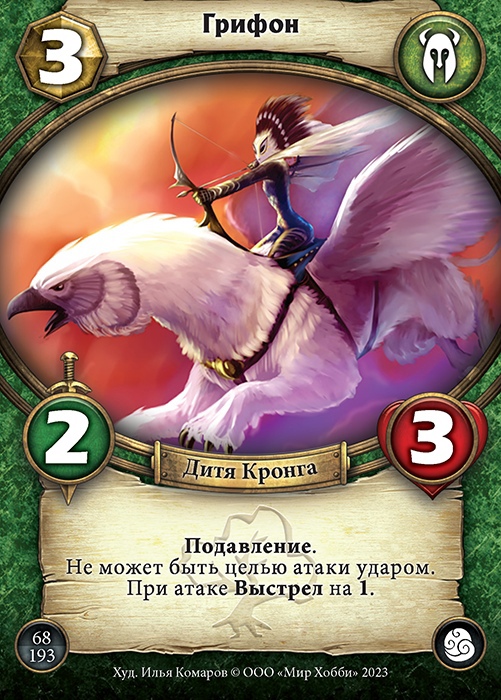 Грифон
3
2
3
Дитя Кронга
Подавление.
Не может быть целью атаки ударом.
При атаке Выстрел на 1.
68
193
Худ. Илья Комаров © ООО «Мир Хобби» 2023